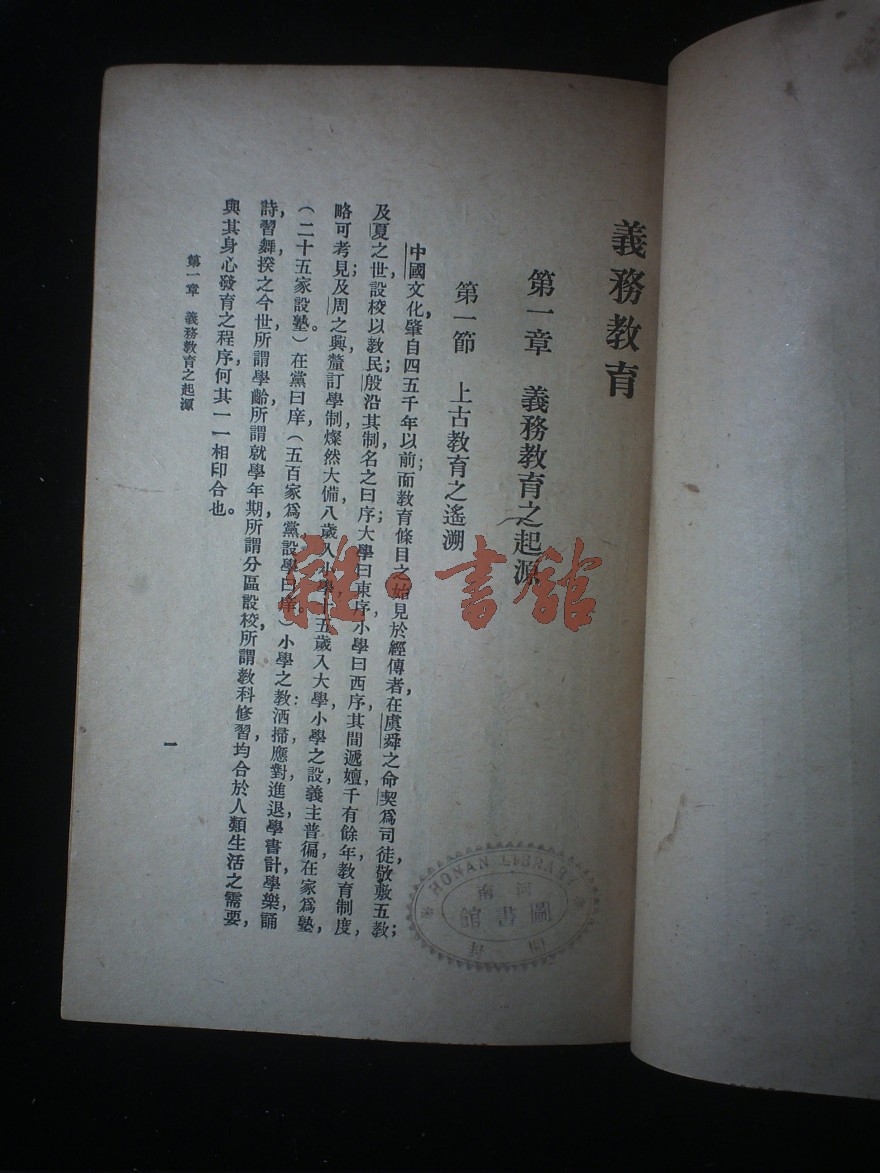 義務教育
第一章　義務教育之起源
第一節　上古教育之遙溯
中國文化，肇自四五千年以前；而教育條目之始見於經傳者，在虞舜之命契爲司徒，敬敷五教；
及夏之世，設校以教民；殷沿其制，名之曰序；大學曰東序，小學曰西序，其間遞嬗千有餘年，教育制度，
略可考見。及周之興，釐訂學制，燦然大備，八歲入小學，十五歲入大學，小學之設，義主普徧，在家爲塾，
（二十五家設塾。）在黨曰庠（五百家爲黨設學曰庠。）小學之教：洒掃，應對，進退，學書計，學樂，誦
詩，習舞，揆之今世所謂學齡，所謂就學年期，所謂分區設校，所謂教科修習，均合於人類生活之需要，
與其身心發育之程序，何其一一相印合也。
第一章　義務教育之起源
一
雜·書館
HONAN LIBRARY
河南
圖書館
開封